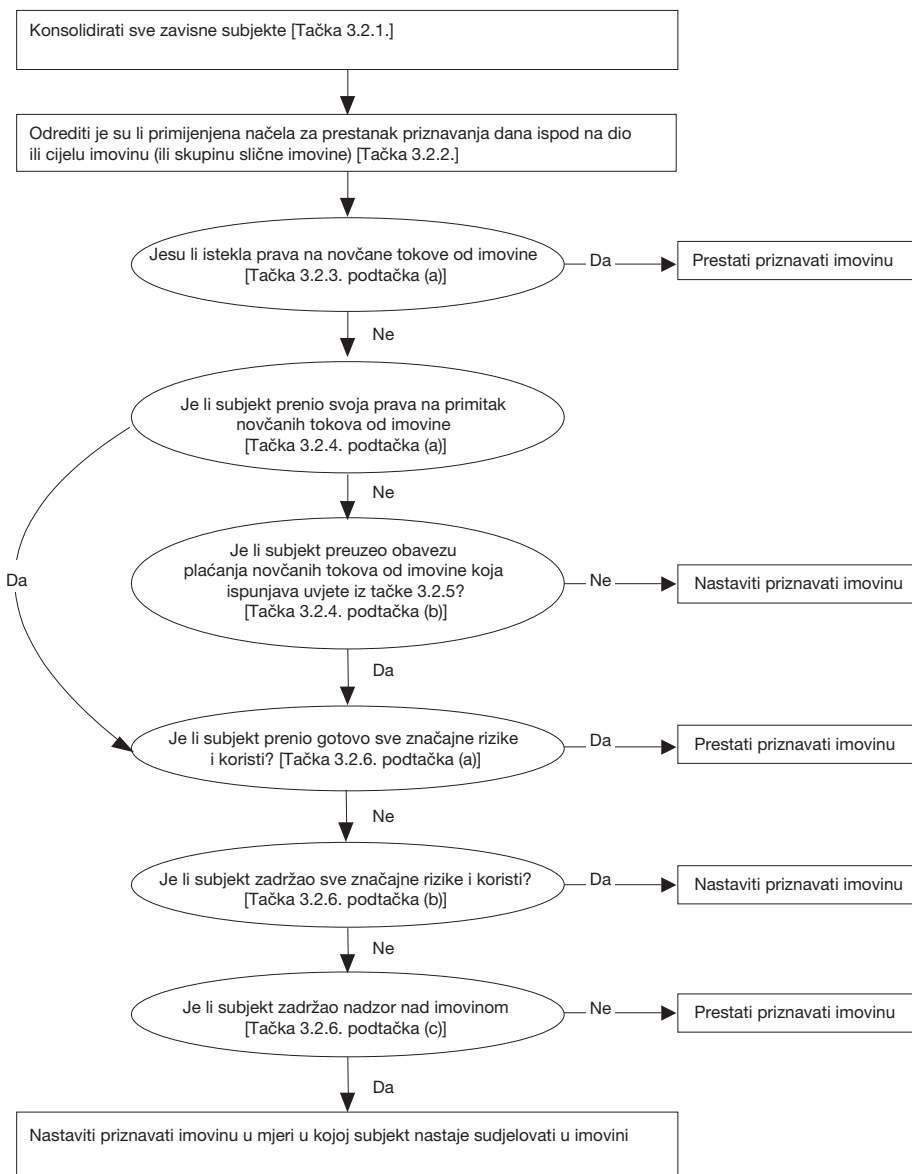 Konsolidirati sve zavisne subjekte [Tačka 3.2.1.]
Odrediti je su li primijenjena načela za prestanak priznavanja dana ispod na dio
ili cijelu imovinu (ili skupinu slične imovine) [Tačka 3.2.2.]
Jesu li istekla prava na novčane tokove od imovine
[Tačka 3.2.3. podtačka (a)]
Da
Prestati priznavati imovinu
Ne
Je li subjekt prenio svoja prava na primitak
novčanih tokova od imovine
[Tačka 3.2.4. podtačka (a)]
Ne
Da
Je li subjekt preuzeo obavezu
plaćanja novčanih tokova od imovine koja
ispunjava uvjete iz tačke 3.2.5?
[Tačka 3.2.4. podtačka (b)]
Ne
Nastaviti priznavati imovinu
Da
Je li subjekt prenio gotovo sve značajne rizike
i koristi? [Tačka 3.2.6. podtačka (a)]
Da
Prestati priznavati imovinu
Ne
Je li subjekt zadržao sve značajne rizike i koristi?
[Tačka 3.2.6. podtačka (b)]
Da
Nastaviti priznavati imovinu
Ne
Je li subjekt zadržao nadzor nad imovinom
[Tačka 3.2.6. podtačka (c)]
Ne
Prestati priznavati imovinu
Da
Nastaviti priznavati imovinu u mjeri u kojoj subjekt nastaje sudjelovati u imovini